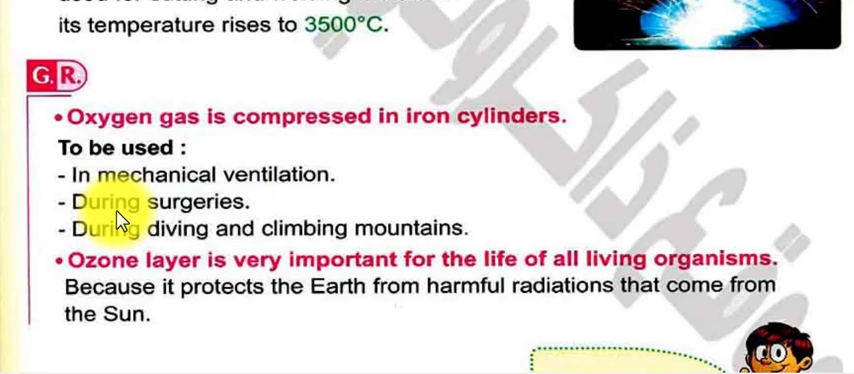 its temperature rises to 3500°C.
G. R.
• Oxygen gas is compressed in iron cylinders.
To be used :
- In mechanical ventilation.
- During surgeries.
- During diving and climbing mountains.
• Ozone layer is very important for the life of all living organisms.
Because it protects the Earth from harmful radiations that come from
the Sun.